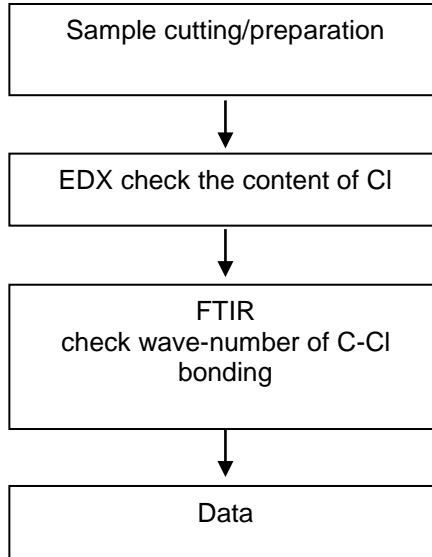 Sample cutting/preparation
EDX check the content of Cl
FTIR
check wave-number of C-Cl
bonding
Data